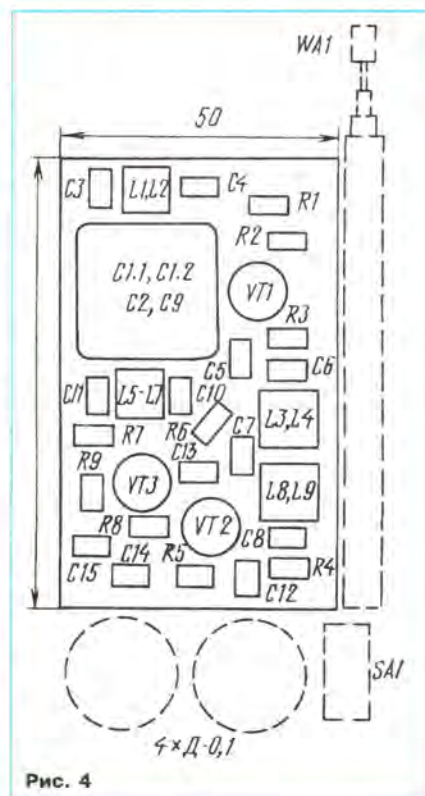 WA1
50
C3
L1,L2
C4
R1
R2
C1.1, C1.2
C2, C9
VT1
R3
C5
C6
C11
L5-L7
C10
L3,L4
R7
R6
C7
C13
R9
VT3
L8,L9
R8
VT2
C8
C15
C14
R5
C12
R4
SA1
4×Д-0,1
Рис. 4